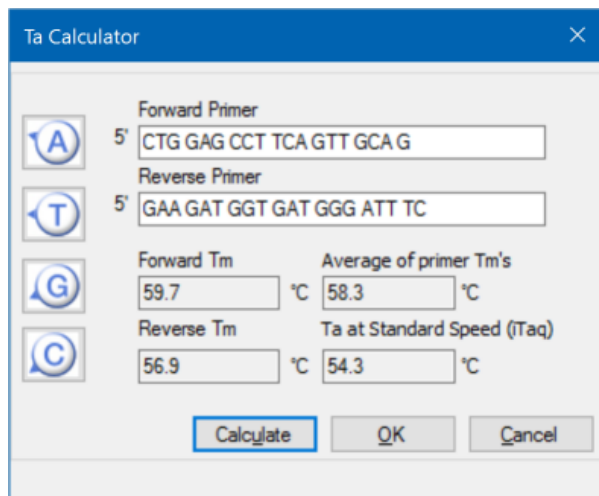 Ta Calculator
Forward Primer
A 5' CTG GAG CCT TCA GTT GCA G
Reverse Primer
T 5' GAA GAT GGT GAT GGG ATT TC
Forward Tm Average of primer Tm's
G 59.7 °C 58.3 °C
Reverse Tm Ta at Standard Speed (iTaq)
C 56.9 °C 54.3 °C
Calculate OK Cancel